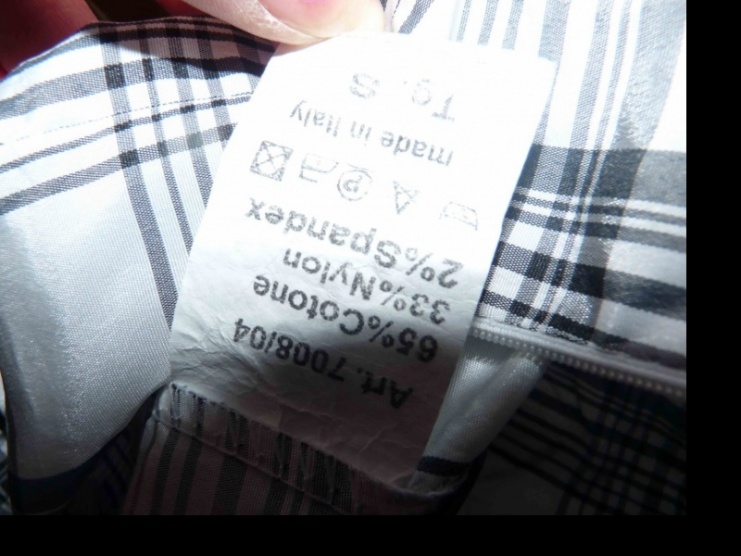 Art. 7008/04
65%Cotone
33%Nylon
2%Spandex
made in Italy
Tg. S